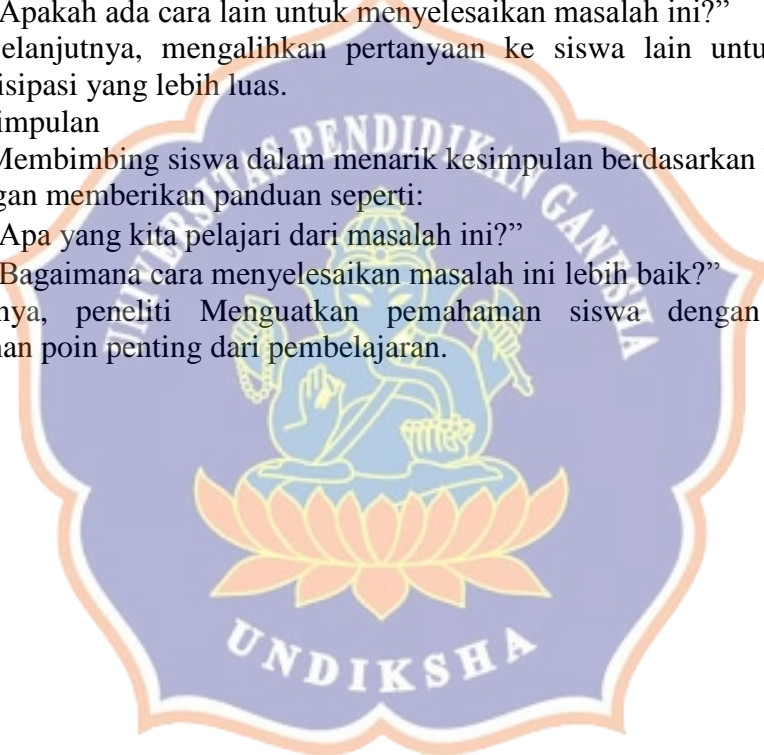 Apakah ada cara lain untuk menyelesaikan masalah ini?”
elanjutnya, mengalihkan pertanyaan ke siswa lain untu
isipasi yang lebih luas.
impulan
Membimbing siswa dalam menarik kesimpulan berdasarkan
gan memberikan panduan seperti:
Apa yang kita pelajari dari masalah ini?”
Bagaimana cara menyelesaikan masalah ini lebih baik?”
nya, peneliti Menguatkan pemahaman siswa dengan
an poin penting dari pembelajaran.
UNIVERSITAS PENDIDIKAN GANESHA
UNDIKSHA